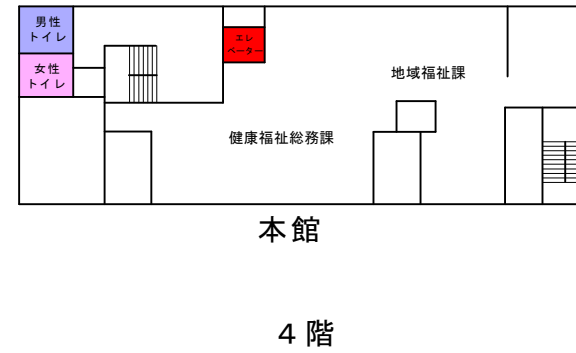 男性
トイレ
エレ
ベーター
女性
トイレ
地域福祉課
健康福祉総務課
本館
４階